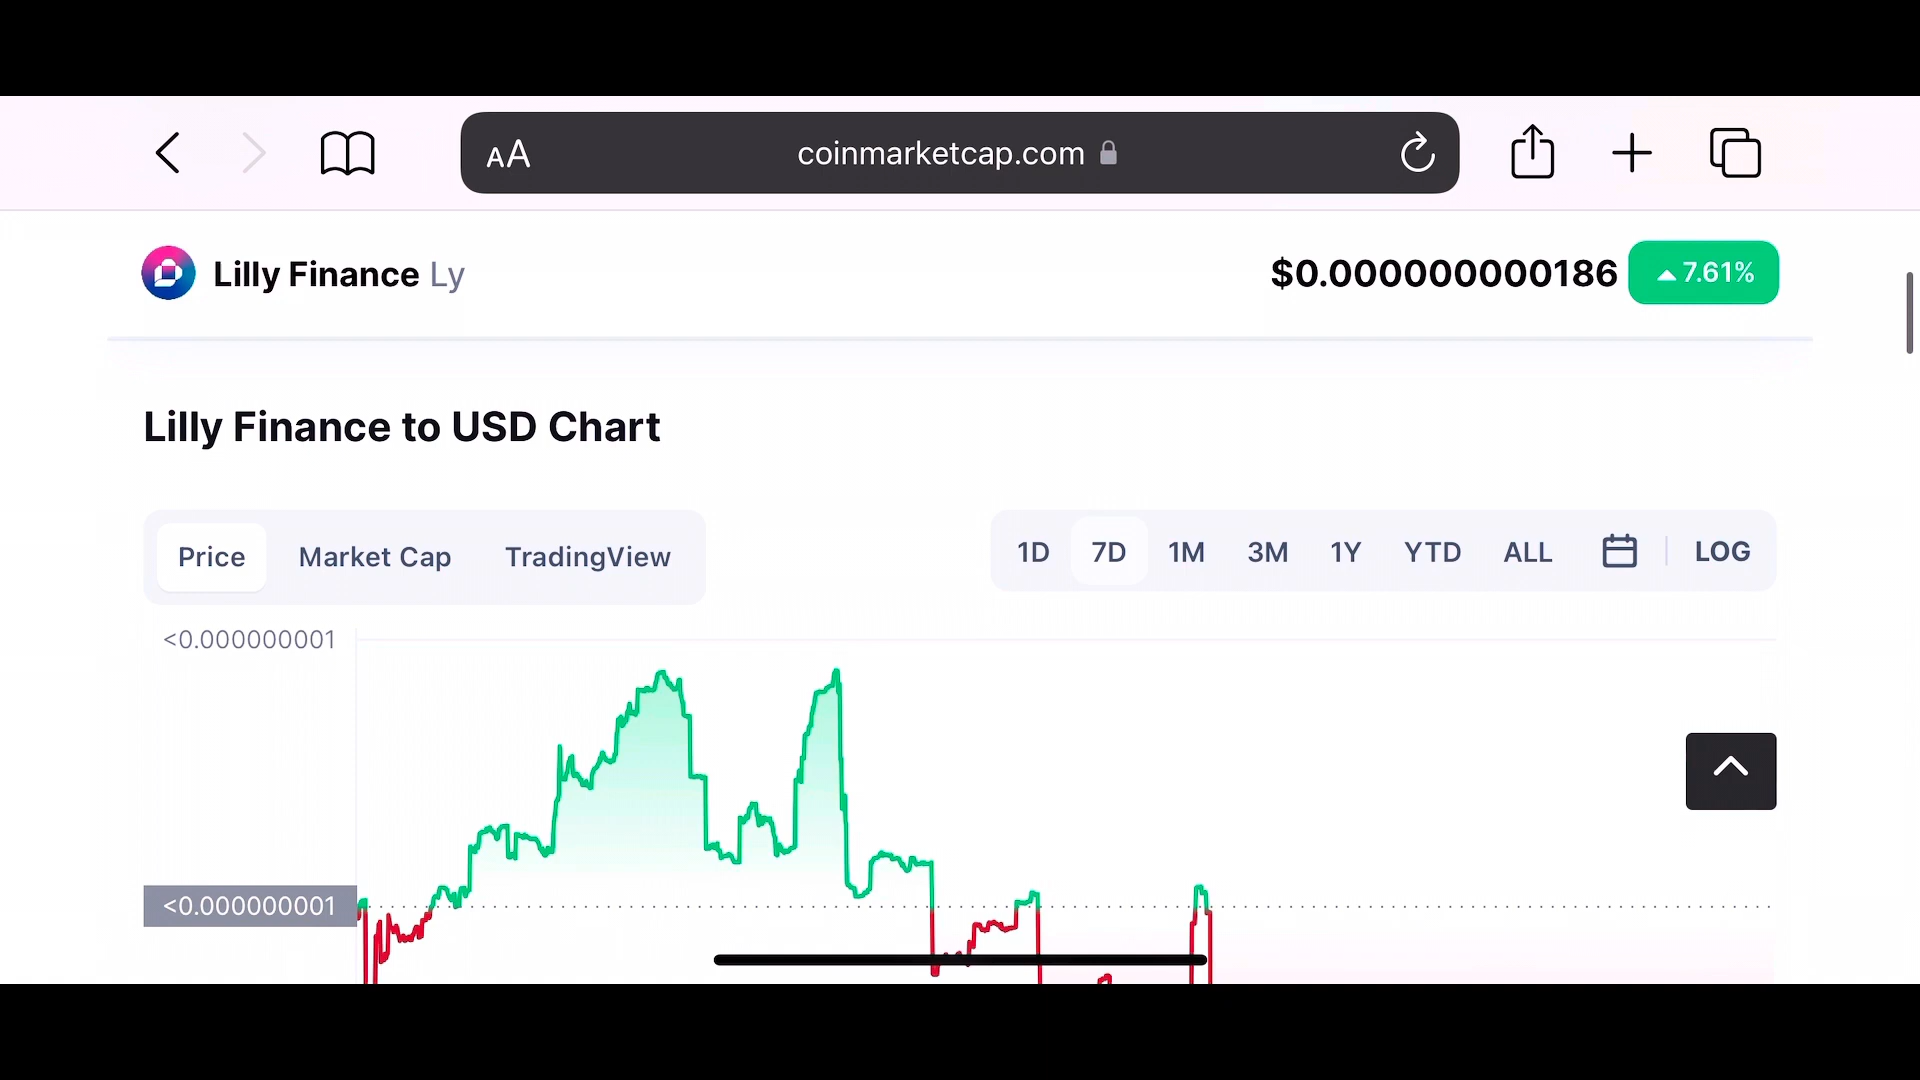 AA coinmarketcap.com
Lilly Finance Ly $0.000000000186 7.61%
Lilly Finance to USD Chart
Price Market Cap TradingView 1D 7D 1M 3M 1Y YTD ALL LOG
<0.000000001
<0.000000001